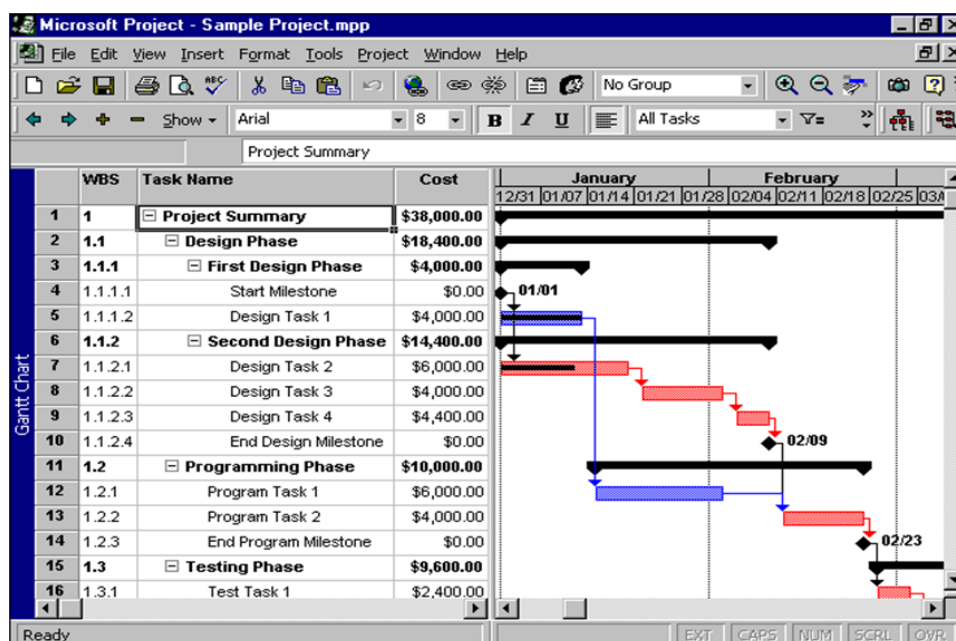 Microsoft Project - Sample Project.mpp
File Edit View Insert Format Tools Project Window Help
ABC No Group
Show Arial 8 B I U All Tasks
Project Summary
WBS Task Name Cost January February
12/31 01/07 01/14 01/21 01/28 02/04 02/11 02/18 02/25
1 1 Project Summary $38,000.00
2 1.1 Design Phase $18,400.00
3 1.1.1 First Design Phase $4,000.00
4 1.1.1.1 Start Milestone $0.00 01/01
5 1.1.1.2 Design Task 1 $4,000.00
6 1.1.2 Second Design Phase $14,400.00
7 1.1.2.1 Design Task 2 $6,000.00
8 1.1.2.2 Design Task 3 $4,000.00
9 1.1.2.3 Design Task 4 $4,400.00
10 1.1.2.4 End Design Milestone $0.00 02/09
11 1.2 Programming Phase $10,000.00
12 1.2.1 Program Task 1 $6,000.00
13 1.2.2 Program Task 2 $4,000.00
14 1.2.3 End Program Milestone $0.00 02/23
15 1.3 Testing Phase $9,600.00
16 1.3.1 Test Task 1 $2,400.00
Gantt Chart
Ready EXT CAPS NUM SCRL OVR